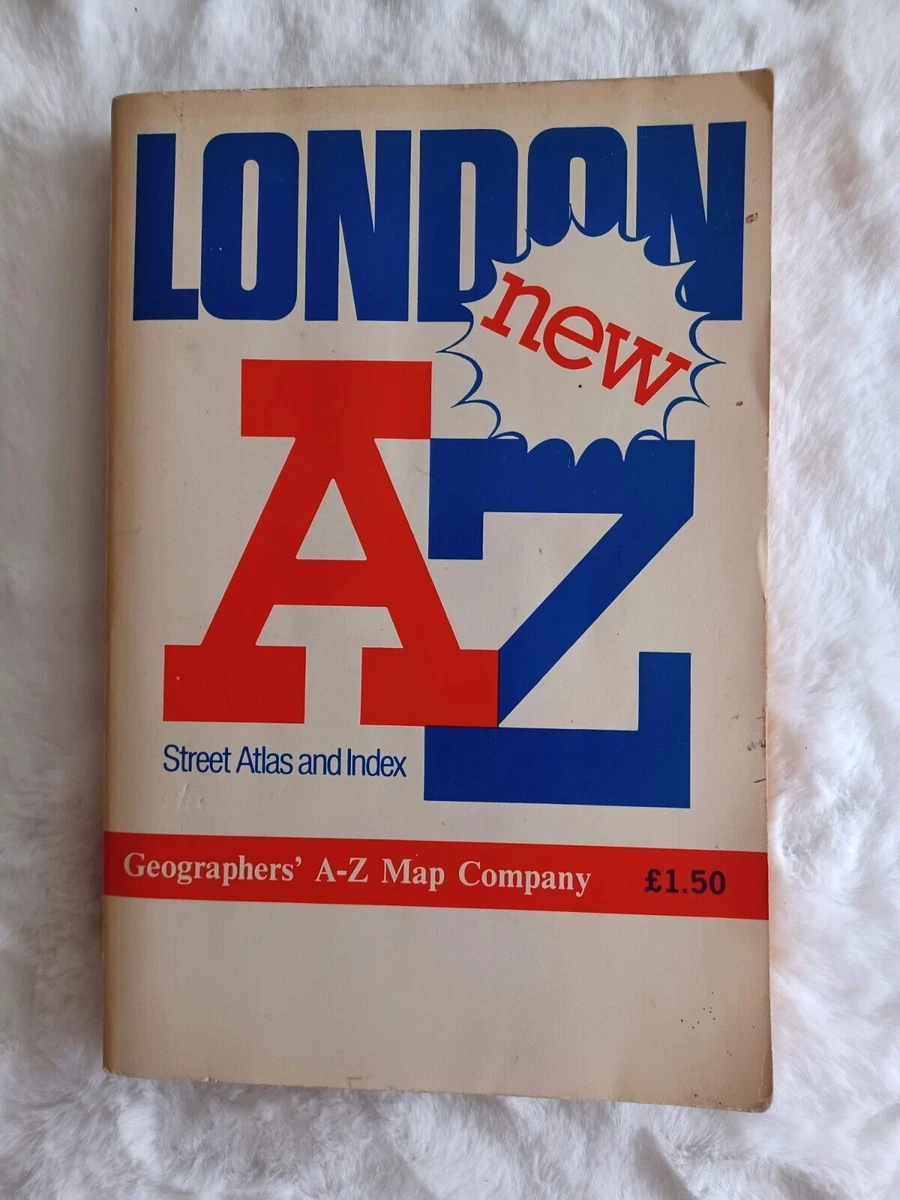 LONDON
new
A Z
Street Atlas and Index
Geographers' A-Z Map Company £1.50